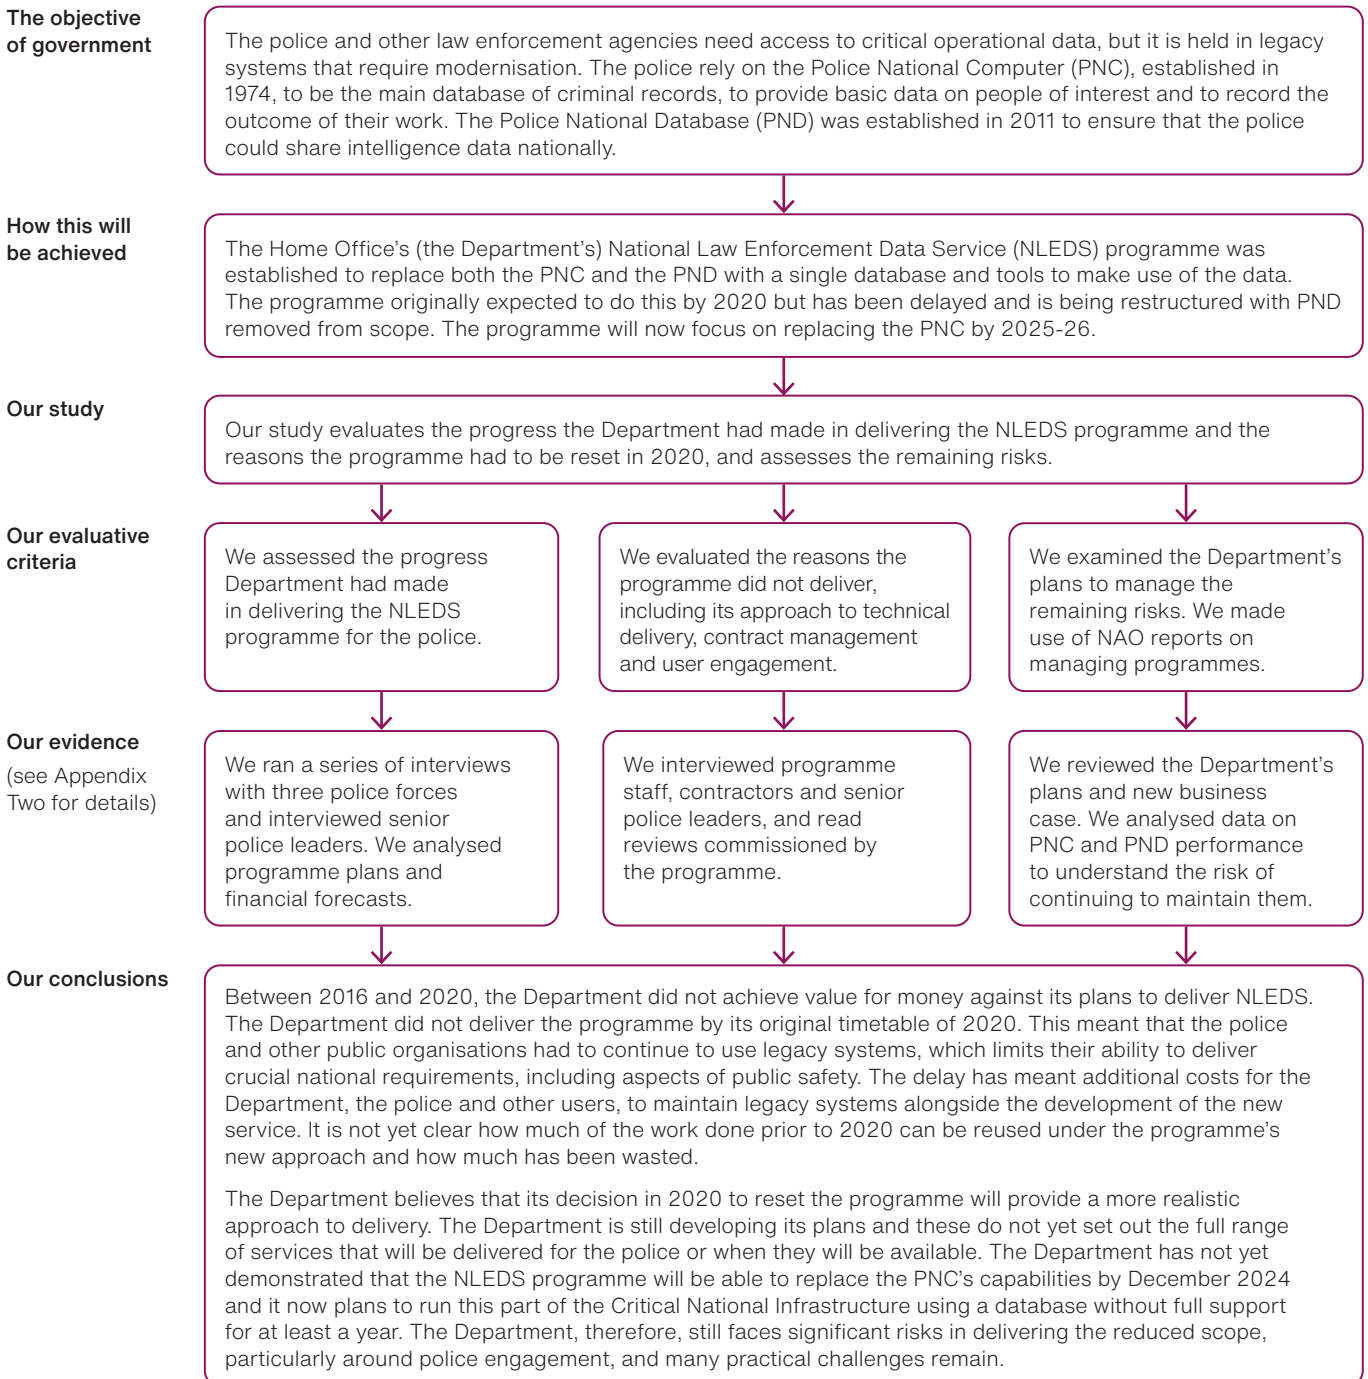 The objective
of government
The police and other law enforcement agencies need access to critical operational data, but it is held in legacy
systems that require modernisation. The police rely on the Police National Computer (PNC), established in
1974, to be the main database of criminal records, to provide basic data on people of interest and to record the
outcome of their work. The Police National Database (PND) was established in 2011 to ensure that the police
could share intelligence data nationally.
How this will
be achieved
The Home Office's (the Department's) National Law Enforcement Data Service (NLEDS) programme was
established to replace both the PNC and the PND with a single database and tools to make use of the data.
The programme originally expected to do this by 2020 but has been delayed and is being restructured with PND
removed from scope. The programme will now focus on replacing the PNC by 2025-26.
Our study
Our study evaluates the progress the Department had made in delivering the NLEDS programme and the
reasons the programme had to be reset in 2020, and assesses the remaining risks.
Our evaluative
criteria
We assessed the progress
Department had made
in delivering the NLEDS
programme for the police.
We evaluated the reasons the
programme did not deliver,
including its approach to technical
delivery, contract management
and user engagement.
We examined the Department's
plans to manage the
remaining risks. We made
use of NAO reports on
managing programmes.
Our evidence
(see Appendix
Two for details)
We ran a series of interviews
with three police forces
and interviewed senior
police leaders. We analysed
programme plans and
financial forecasts.
We interviewed programme
staff, contractors and senior
police leaders, and read
reviews commissioned by
the programme.
We reviewed the Department's
plans and new business
case. We analysed data on
PNC and PND performance
to understand the risk of
continuing to maintain them.
Our conclusions
Between 2016 and 2020, the Department did not achieve value for money against its plans to deliver NLEDS.
The Department did not deliver the programme by its original timetable of 2020. This meant that the police
and other public organisations had to continue to use legacy systems, which limits their ability to deliver
crucial national requirements, including aspects of public safety. The delay has meant additional costs for the
Department, the police and other users, to maintain legacy systems alongside the development of the new
service. It is not yet clear how much of the work done prior to 2020 can be reused under the programme's
new approach and how much has been wasted.
The Department believes that its decision in 2020 to reset the programme will provide a more realistic
approach to delivery. The Department is still developing its plans and these do not yet set out the full range
of services that will be delivered for the police or when they will be available. The Department has not yet
demonstrated that the NLEDS programme will be able to replace the PNC's capabilities by December 2024
and it now plans to run this part of the Critical National Infrastructure using a database without full support
for at least a year. The Department, therefore, still faces significant risks in delivering the reduced scope,
particularly around police engagement, and many practical challenges remain.